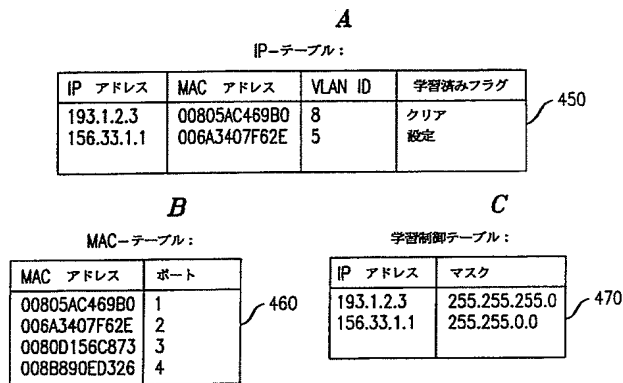 A
IP-テーブル：
IP アドレス MAC アドレス VLAN ID 学習済みフラグ
193.1.2.3 00805AC469B0 8 クリア
156.33.1.1 006A3407F62E 5 設定
450
B
MAC-テーブル：
MAC アドレス ポート
00805AC469B0 1
006A3407F62E 2
0080D156C873 3
008B890ED326 4
460
C
学習制御テーブル：
IP アドレス マスク
193.1.2.3 255.255.255.0
156.33.1.1 255.255.0.0
470